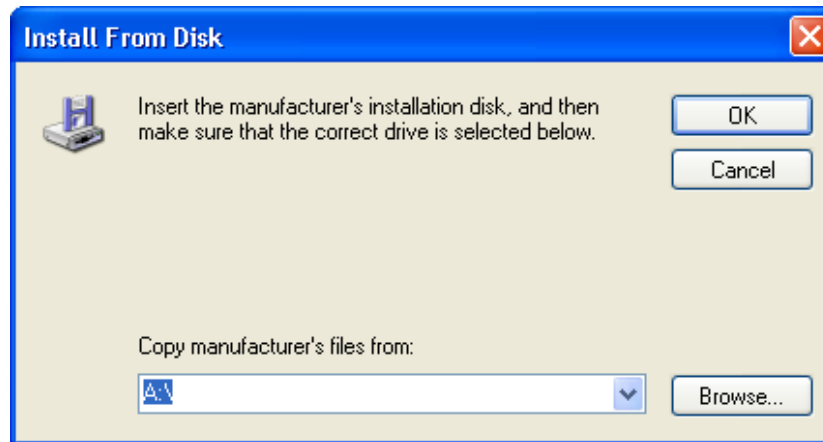 Install From Disk
Insert the manufacturer's installation disk, and then
make sure that the correct drive is selected below.
OK
Cancel
Copy manufacturer's files from:
A:\
Browse...